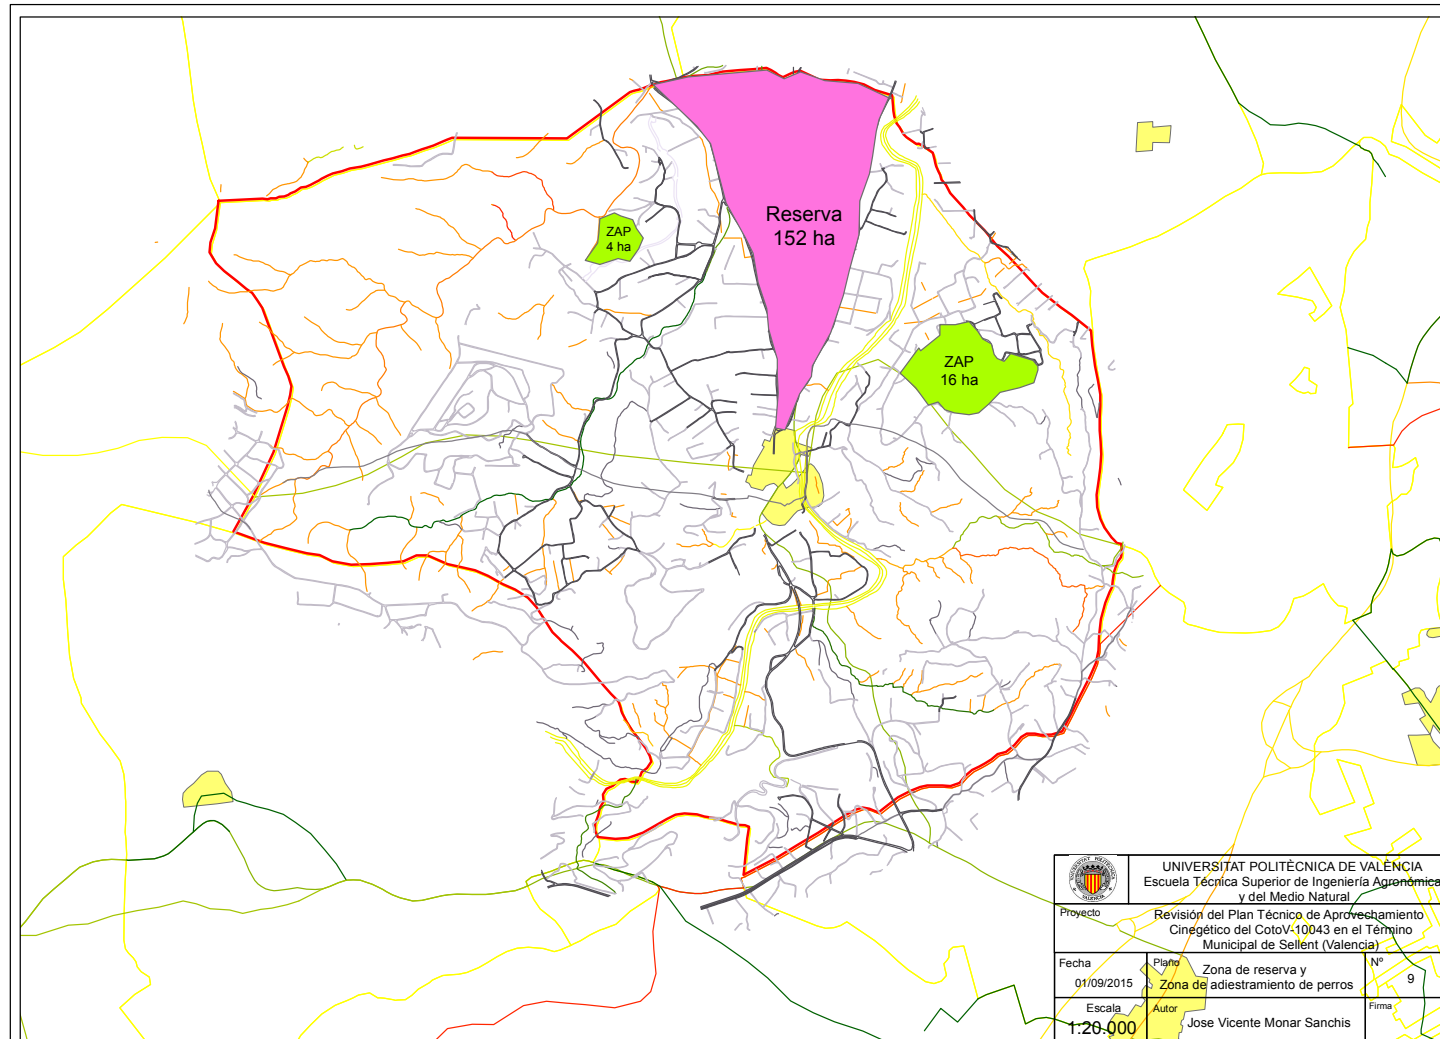 Reserva
152 ha
ZAP
4 ha
ZAP
16 ha
UNIVERSITAT POLITÈCNICA DE VALÈNCIA
Escuela Técnica Superior de Ingeniería Agronómica
y del Medio Natural
Proyecto
Revisión del Plan Técnico de Aprovechamiento
Cinegético del CotoV-10043 en el Término
Municipal de Sellent (Valencia)
Fecha
01/09/2015
Plano
Zona de reserva y
Zona de adiestramiento de perros
Nº
9
Escala
1:20.000
Autor
Jose Vicente Monar Sanchis
Firma